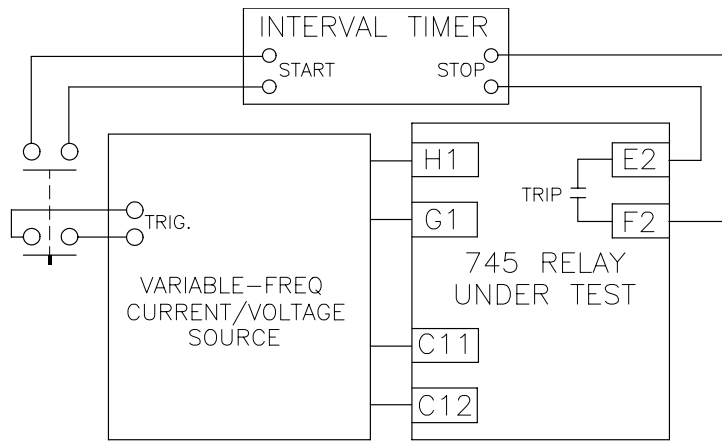 INTERVAL TIMER
START
STOP
H1
E2
TRIP
TRIG.
G1
F2
745 RELAY
UNDER TEST
VARIABLE-FREQ
CURRENT/VOLTAGE
SOURCE
C11
C12